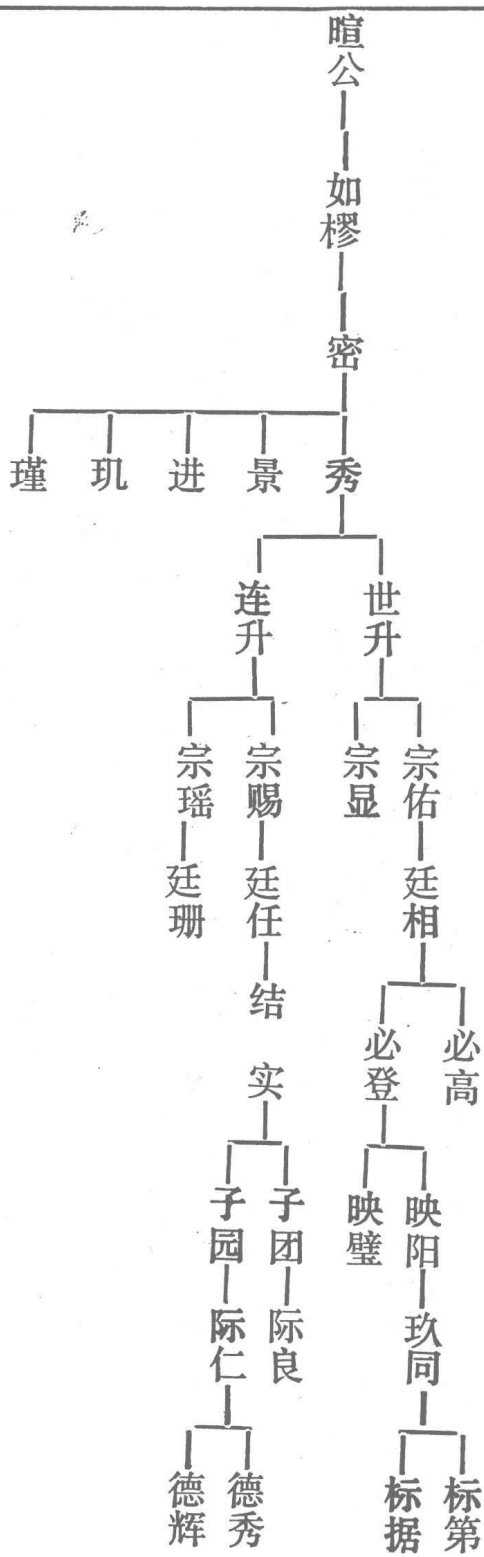 暄公
如樛
密
秀
景
进
玑
瑾
世升
连升
宗佑
宗显
宗赐
宗瑶
廷相
廷任
廷珊
结实
必高
必登
映阳
映璧
子团
子园
玖同
际良
际仁
标第
标据
德秀
德辉